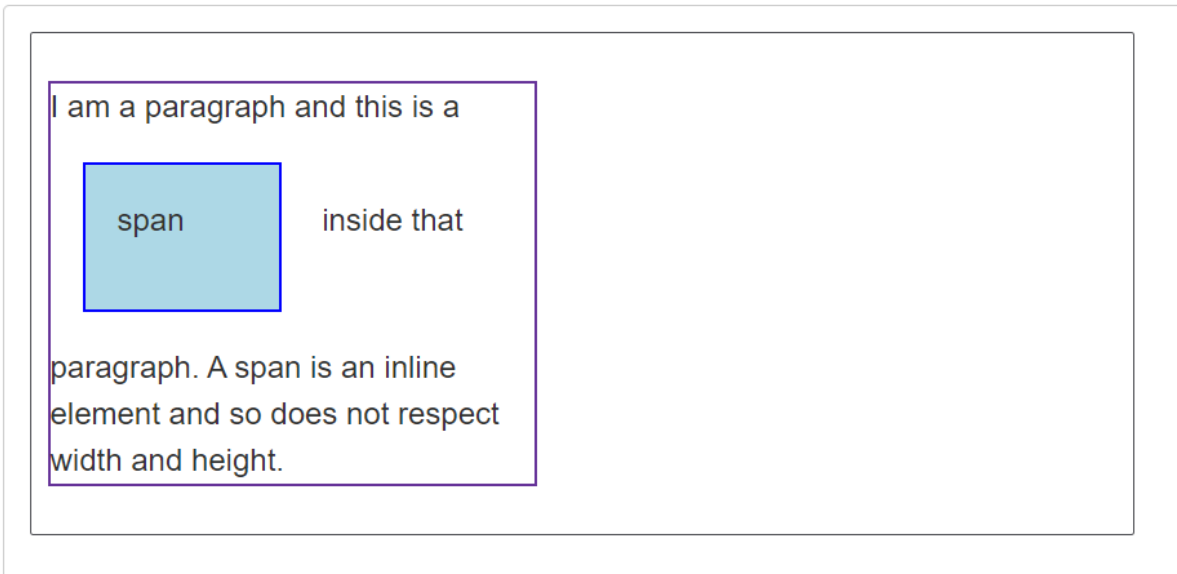 I am a paragraph and this is a
span inside that
paragraph. A span is an inline
element and so does not respect
width and height.